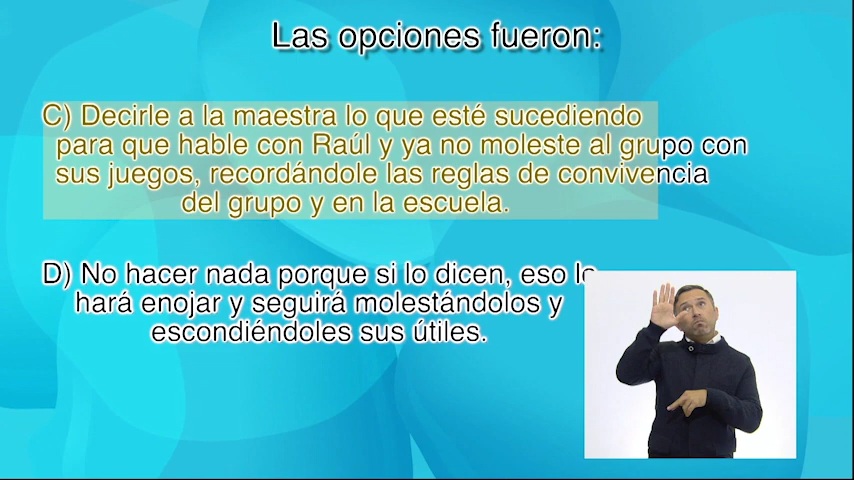 Las opciones fueron:
C) Decirle a la maestra lo que esté sucediendo
para que hable con Raúl y ya no moleste al grupo con
sus juegos, recordándole las reglas de convivencia
del grupo y en la escuela.
D) No hacer nada porque si lo dicen, eso lo
hará enojar y seguirá molestándolos y
escondiéndoles sus útiles.